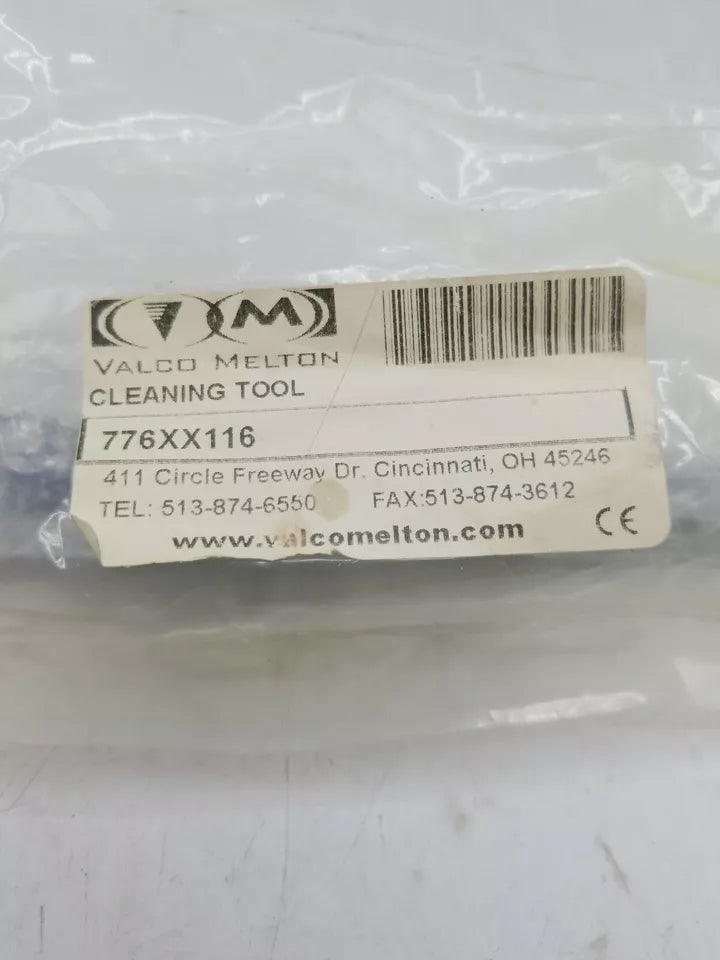 V M
VALCO MELTON
CLEANING TOOL
776XX116
411 Circle Freeway Dr. Cincinnati, OH 45246
TEL: 513-874-6550 FAX:513-874-3612
www.valcomelton.com CE